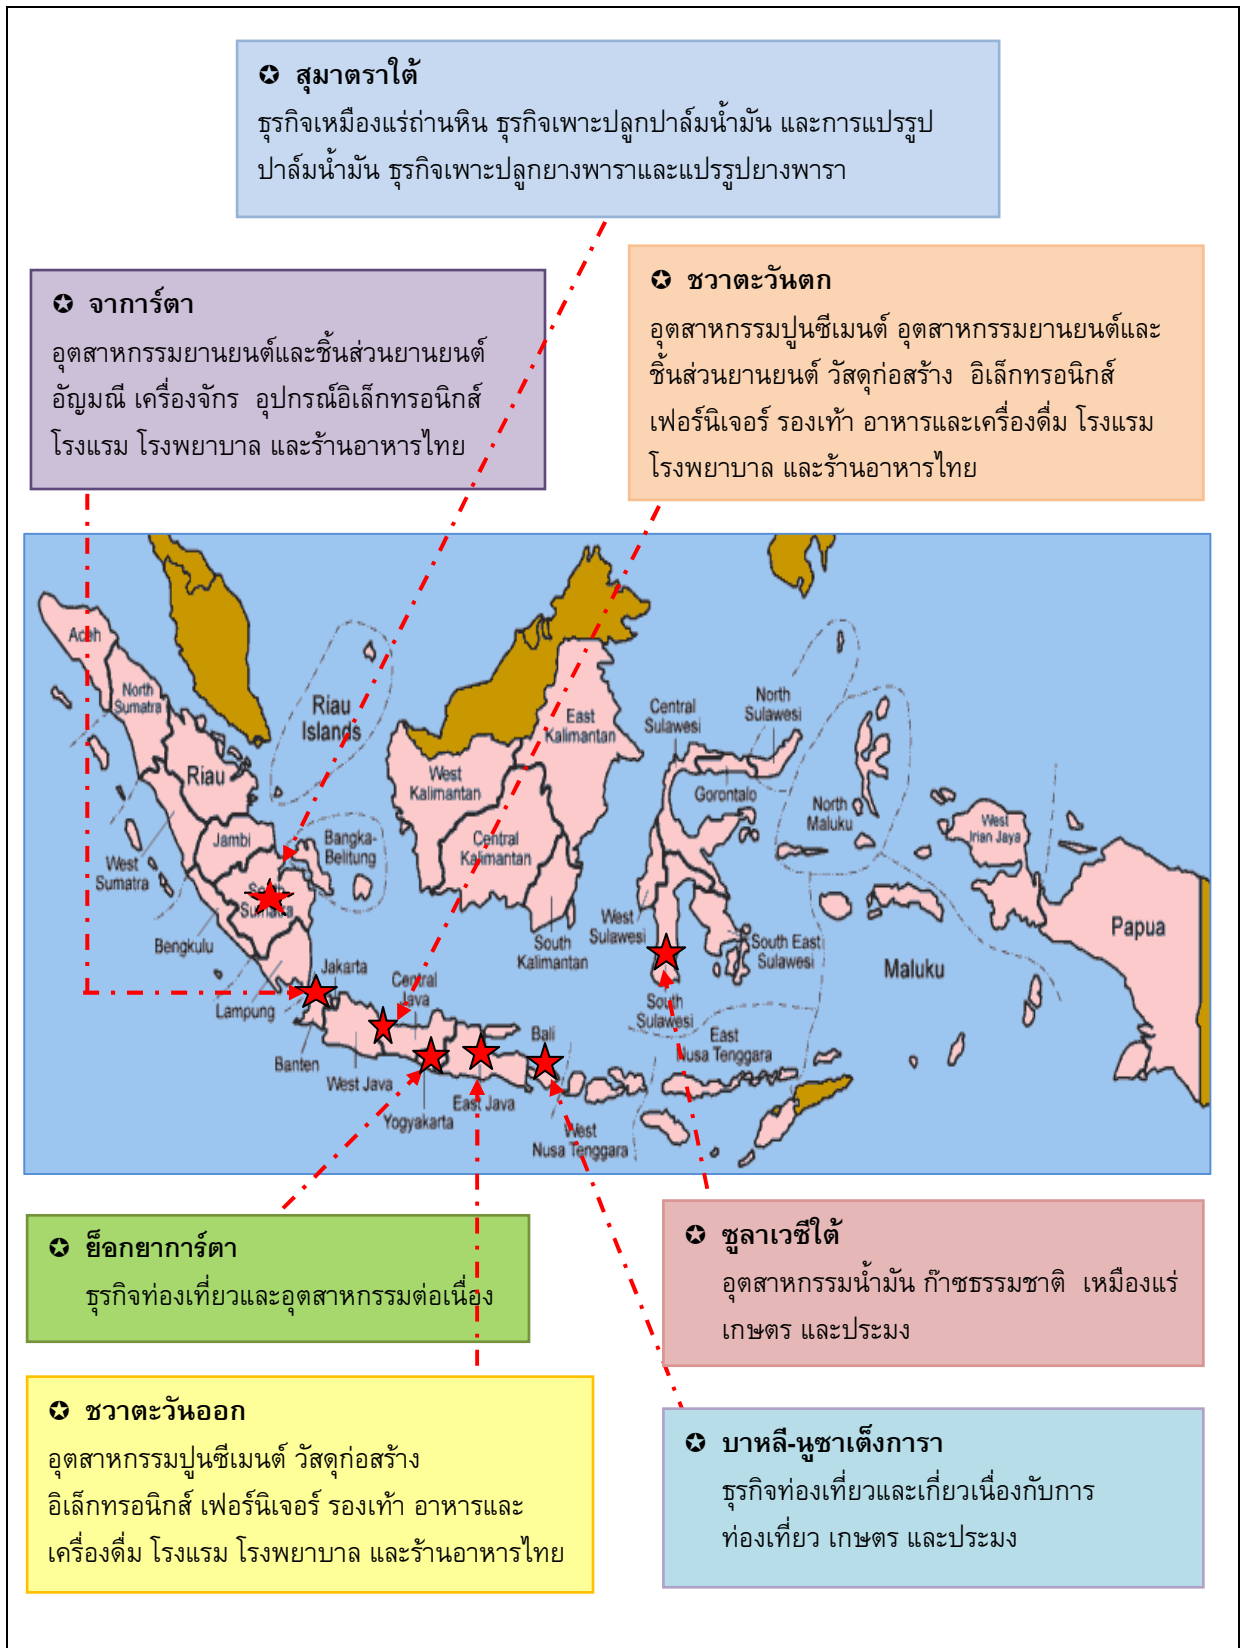 ✪ สุมาตราใต้
ธุรกิจเหมืองแร่ถ่านหิน ธุรกิจเพาะปลูกปาล์มน้ำมัน และการแปรรูป
ปาล์มน้ำมัน ธุรกิจเพาะปลูกยางพาราและแปรรูปยางพารา
✪ จาการ์ตา
อุตสาหกรรมยานยนต์และชิ้นส่วนยานยนต์
อัญมณี เครื่องจักร อุปกรณ์อิเล็กทรอนิกส์
โรงแรม โรงพยาบาล และร้านอาหารไทย
✪ ชวาตะวันตก
อุตสาหกรรมปูนซีเมนต์ อุตสาหกรรมยานยนต์และ
ชิ้นส่วนยานยนต์ วัสดุก่อสร้าง อิเล็กทรอนิกส์
เฟอร์นิเจอร์ รองเท้า อาหารและเครื่องดื่ม โรงแรม
โรงพยาบาล และร้านอาหารไทย
Aceh
North
Sumatra
Riau
Islands
Riau
Jambi
Bangka-
Belitung
West
Sumatra
South
Sumatra
Bengkulu
Lampung
Jakarta
Banten
West Java
Central
Java
Yogyakarta
East Java
Bali
West
Nusa Tenggara
East
Nusa Tenggara
West
Kalimantan
Central
Kalimantan
East
Kalimantan
South
Kalimantan
Central
Sulawesi
North
Sulawesi
Gorontalo
West
Sulawesi
South East
Sulawesi
South
Sulawesi
North
Maluku
Maluku
West
Irian Jaya
Papua
✪ ย็อกยาการ์ตา
ธุรกิจท่องเที่ยวและอุตสาหกรรมต่อเนื่อง
✪ ซูลาเวซีใต้
อุตสาหกรรมน้ำมัน ก๊าซธรรมชาติ เหมืองแร่
เกษตร และประมง
✪ ชวาตะวันออก
อุตสาหกรรมปูนซีเมนต์ วัสดุก่อสร้าง
อิเล็กทรอนิกส์ เฟอร์นิเจอร์ รองเท้า อาหารและ
เครื่องดื่ม โรงแรม โรงพยาบาล และร้านอาหารไทย
✪ บาหลี-นูซาเต็งการา
ธุรกิจท่องเที่ยวและเกี่ยวเนื่องกับการ
ท่องเที่ยว เกษตร และประมง